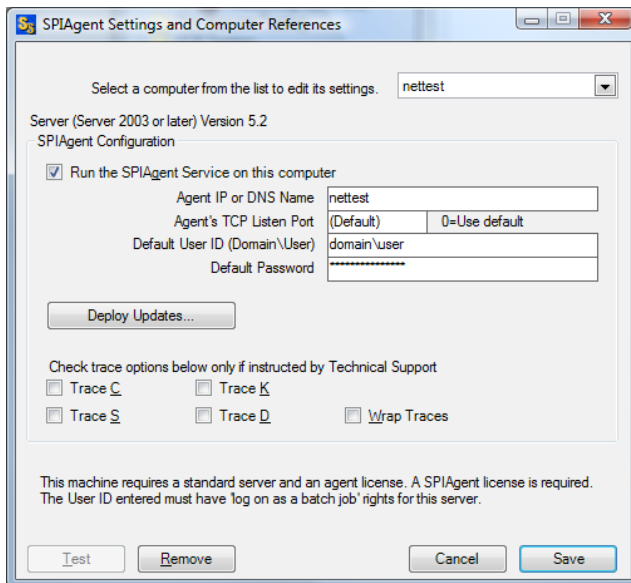 SPIAgent Settings and Computer References
Select a computer from the list to edit its settings. nettest
Server (Server 2003 or later) Version 5.2
SPIAgent Configuration
Run the SPIAgent Service on this computer
Agent IP or DNS Name nettest
Agent's TCP Listen Port (Default) 0=Use default
Default User ID (Domain\User) domain\user
Default Password ***************
Deploy Updates...
Check trace options below only if instructed by Technical Support
Trace C Trace K
Trace S Trace D Wrap Traces
This machine requires a standard server and an agent license. A SPIAgent license is required.
The User ID entered must have 'log on as a batch job' rights for this server.
Test Remove Cancel Save